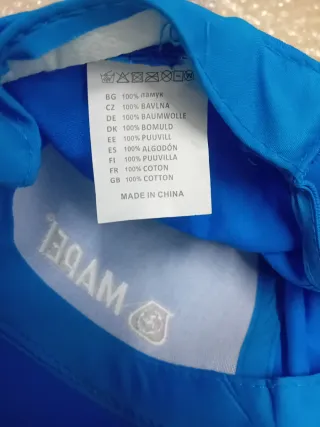 BG 100% памук
CZ 100% BAVLNA
DE 100% BAUMWOLLE
DK 100% BOMULD
EE 100% PUUVILL
ES 100% ALGODÓN
FI 100% PUUVILLA
FR 100% COTON
GB 100% COTTON
MADE IN CHINA
MAPEI